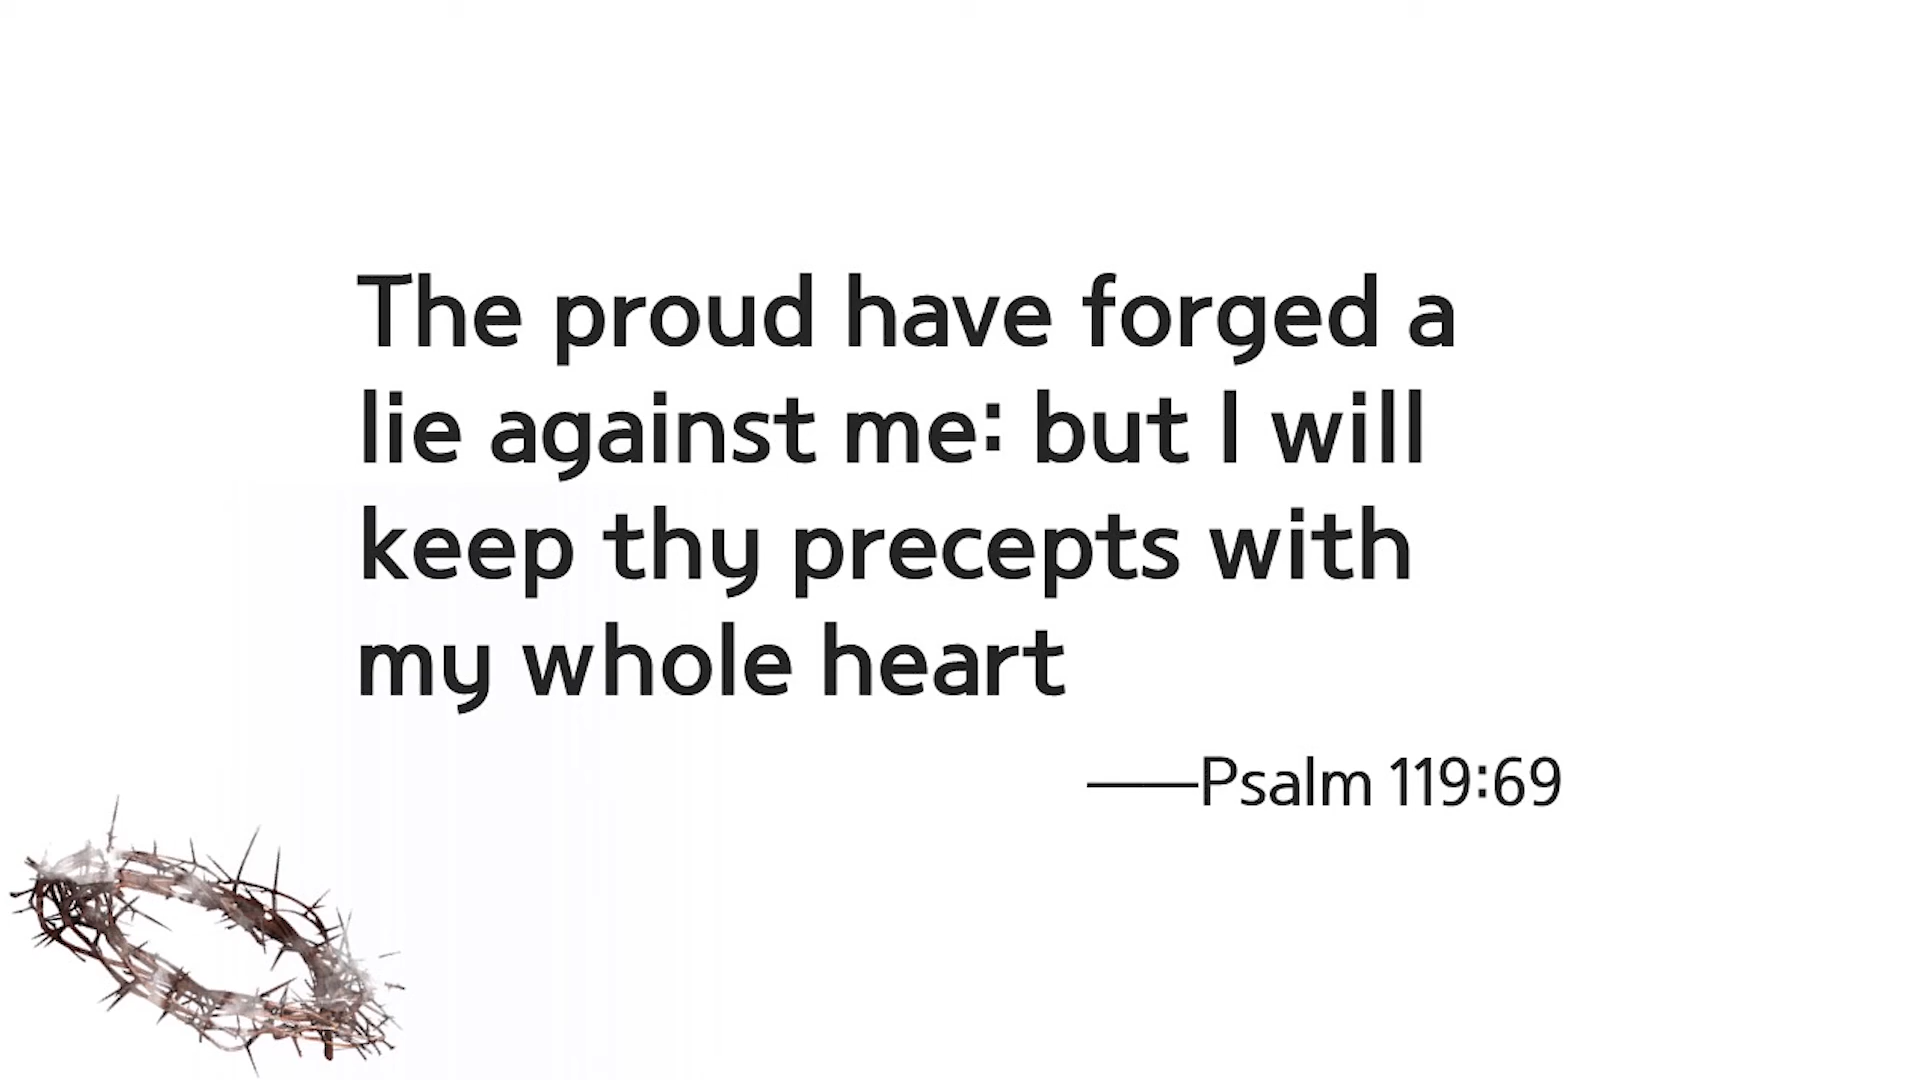 The proud have forged a
lie against me: but I will
keep thy precepts with
my whole heart
——Psalm 119:69